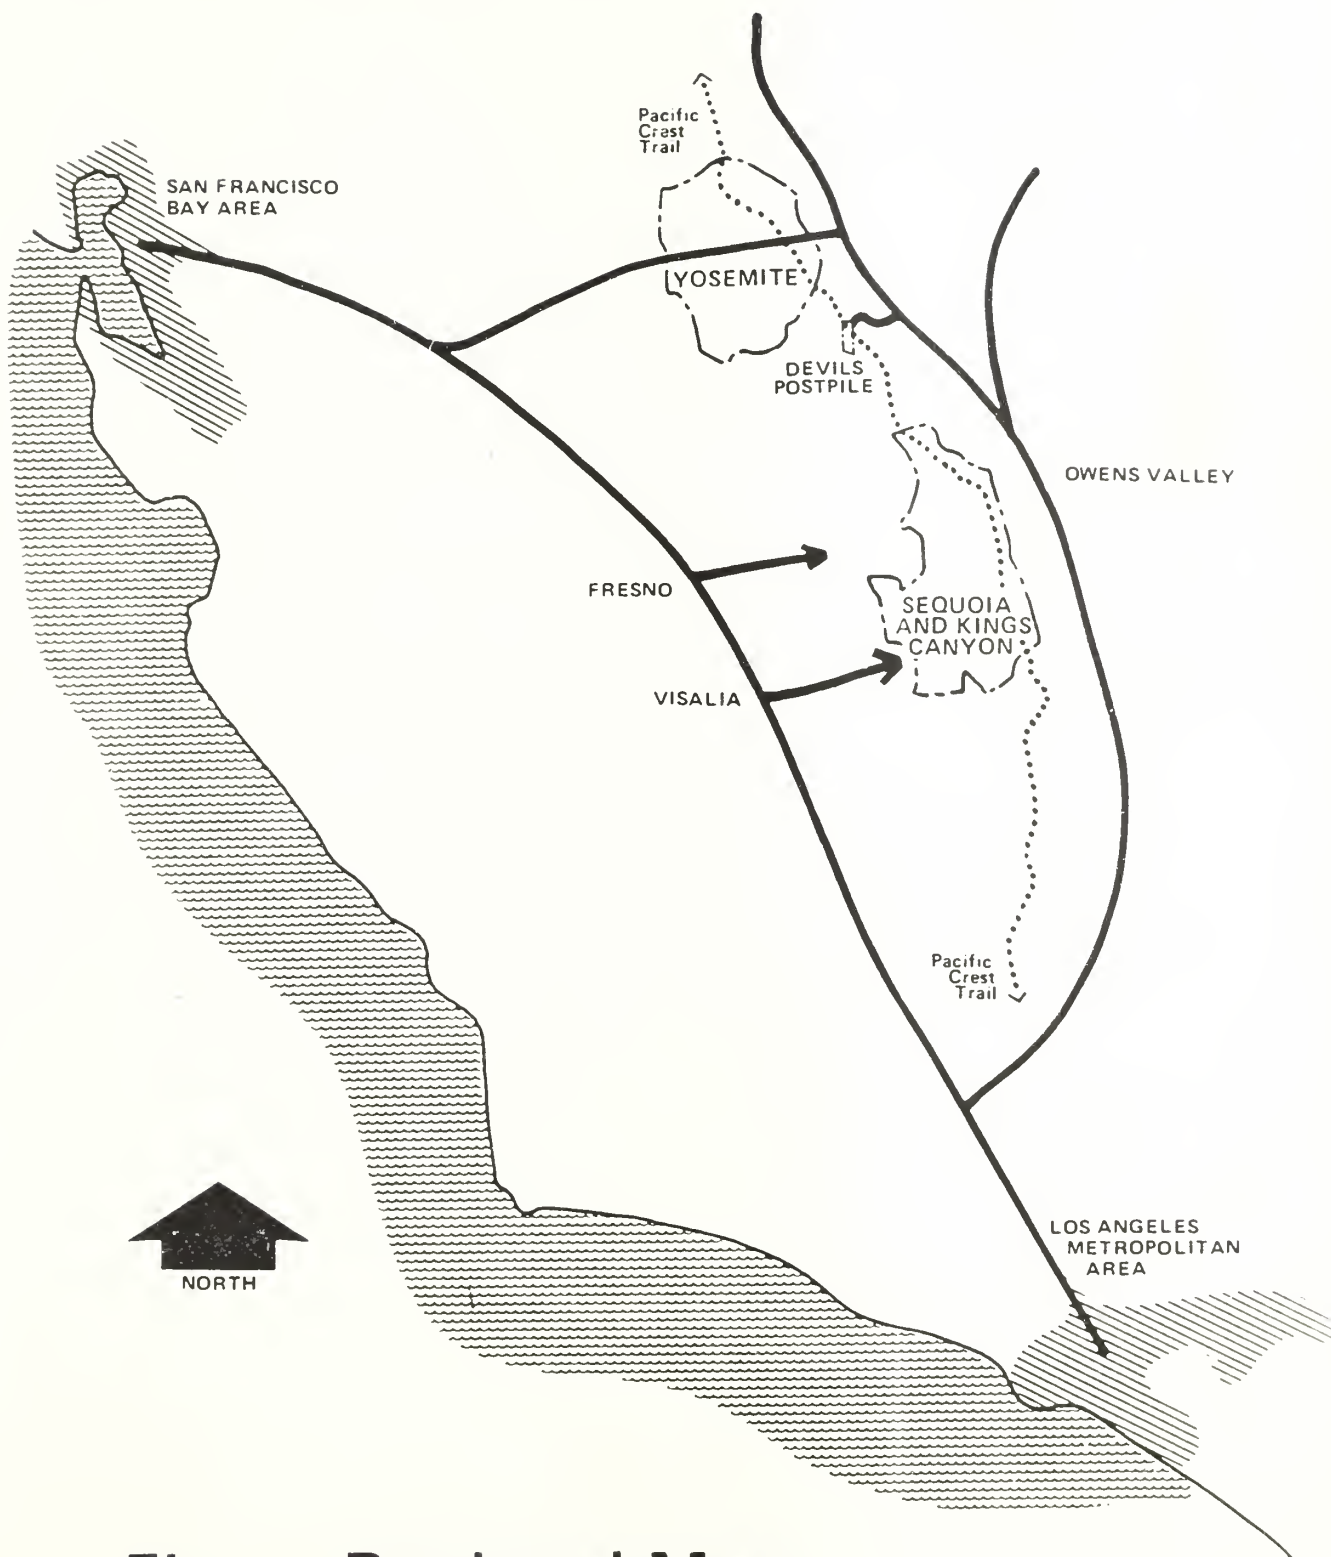 Pacific
Crest
Trail
SAN FRANCISCO
BAY AREA
YOSEMITE
DEVILS
POSTPILE
OWENS VALLEY
FRESNO
SEQUOIA
AND KINGS
CANYON
VISALIA
Pacific
Crest
Trail
LOS ANGELES
METROPOLITAN
AREA
NORTH